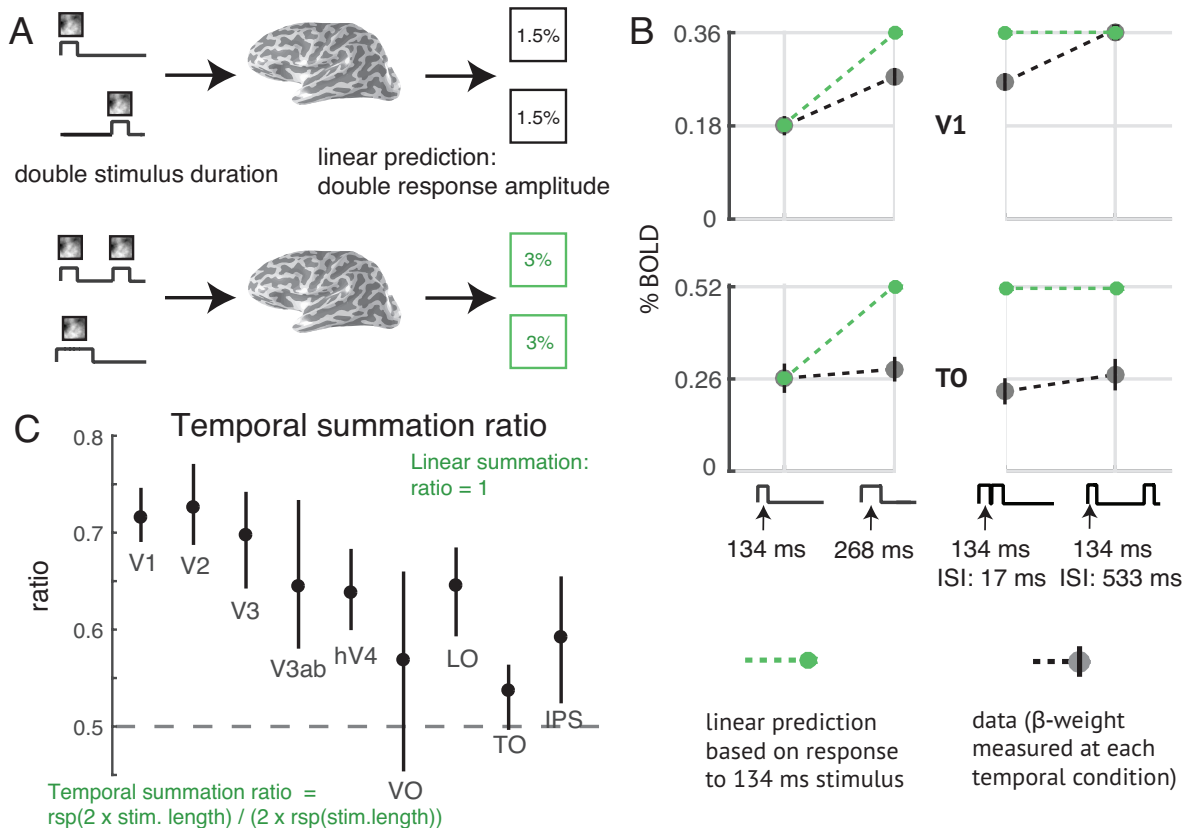 A
1.5%
1.5%
double stimulus duration
linear prediction:
double response amplitude
3%
3%
B
0.36
0.18
0
V1
% BOLD
0.52
0.26
0
TO
134 ms
268 ms
134 ms
ISI: 17 ms
134 ms
ISI: 533 ms
linear prediction
based on response
to 134 ms stimulus
data (β-weight
measured at each
temporal condition)
C
Temporal summation ratio
Linear summation:
ratio = 1
0.8
0.7
0.6
0.5
ratio
V1
V2
V3
V3ab
hV4
VO
LO
TO
IPS
Temporal summation ratio =
rsp(2 x stim. length) / (2 x rsp(stim.length))